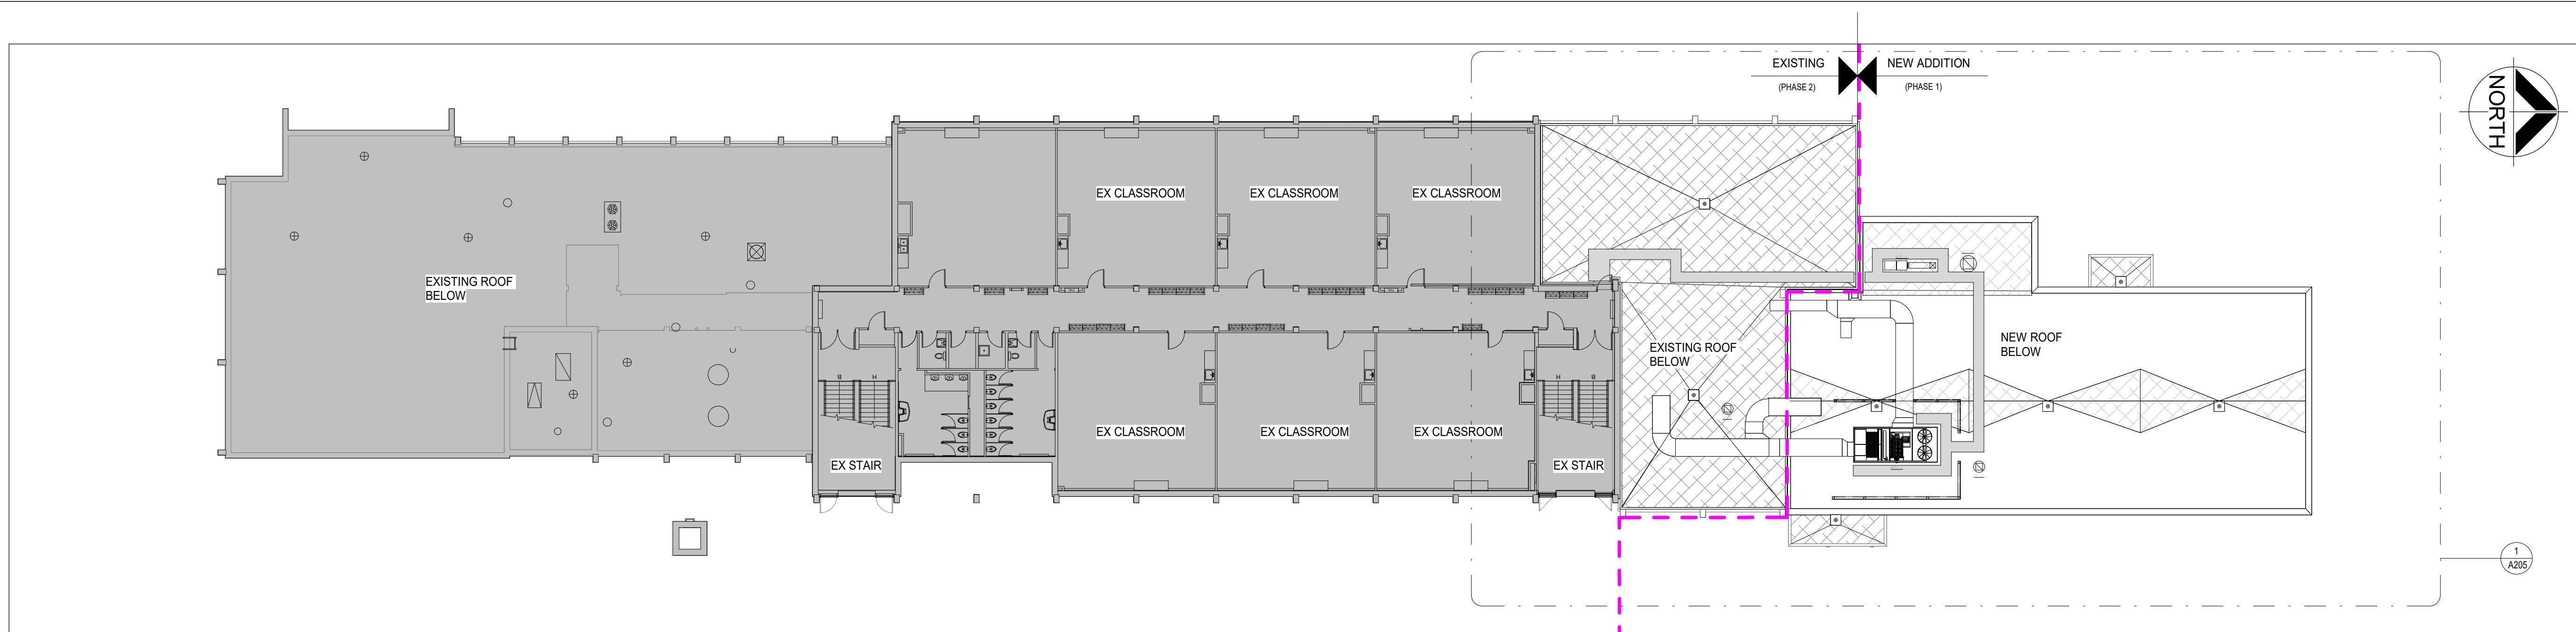 EXISTING
(PHASE 2)
NEW ADDITION
(PHASE 1)
NORTH
EX CLASSROOM
EX CLASSROOM
EX CLASSROOM
EXISTING ROOF
BELOW
EXISTING ROOF
BELOW
NEW ROOF
BELOW
EX CLASSROOM
EX CLASSROOM
EX CLASSROOM
EX STAIR
EX STAIR
1
A205